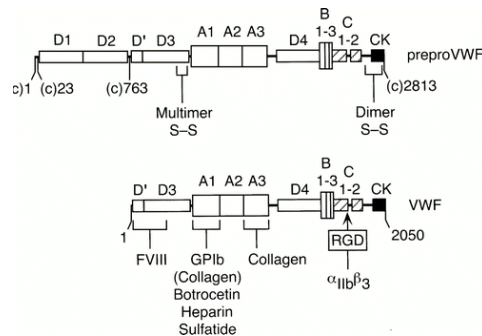 B
A1 A2 A3 1-3 C
D1 D2 D' D3 D4 1-2 CK
preproVWF
c)1 (c)23 (c)763 (c)2813
Multimer Dimer
S–S S–S
B
A1 A2 A3 1-3 C
D' D3 D4 1-2 CK
VWF
1 2050
RGD
FVIII GPIb Collagen αIIbβ3
(Collagen)
Botrocetin
Heparin
Sulfatide